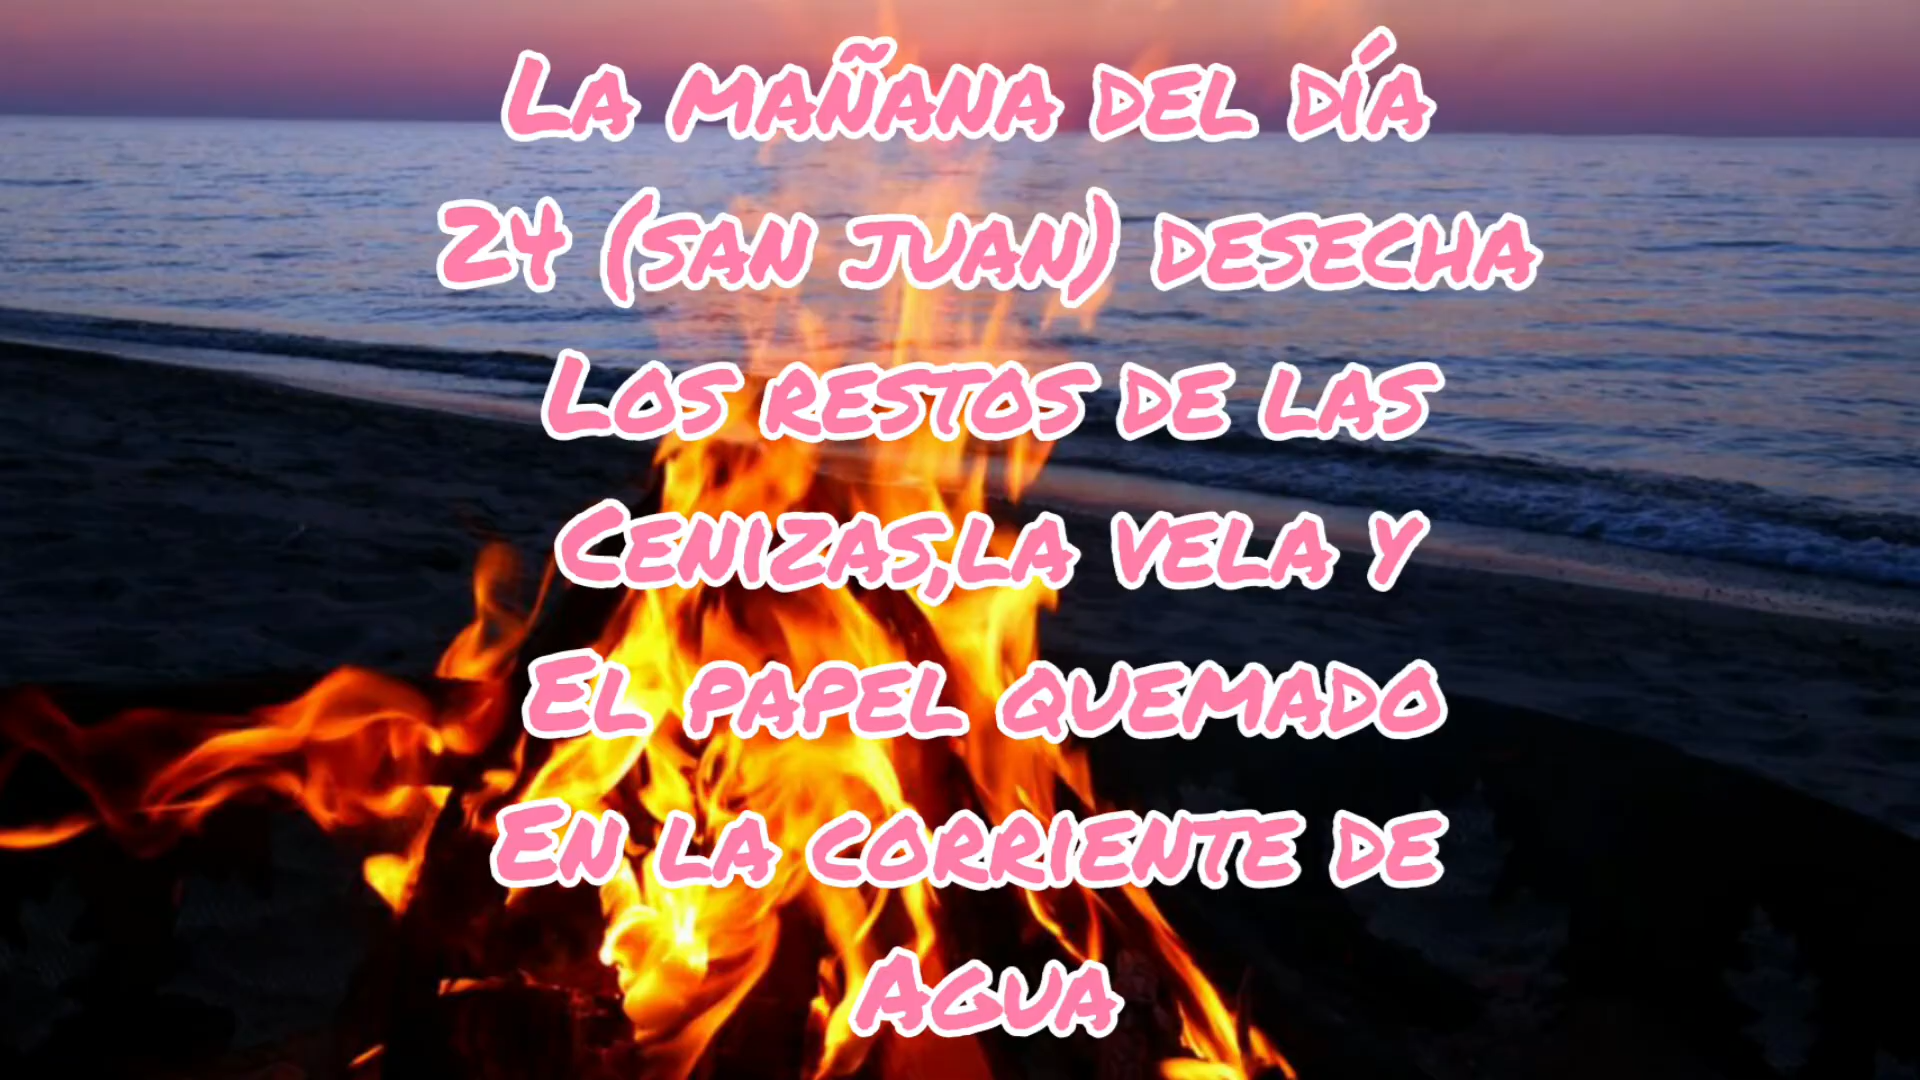 La mañana del día
24 (san juan) desecha
Los restos de las
Cenizas,la vela y
El papel quemado
En la corriente de
Agua